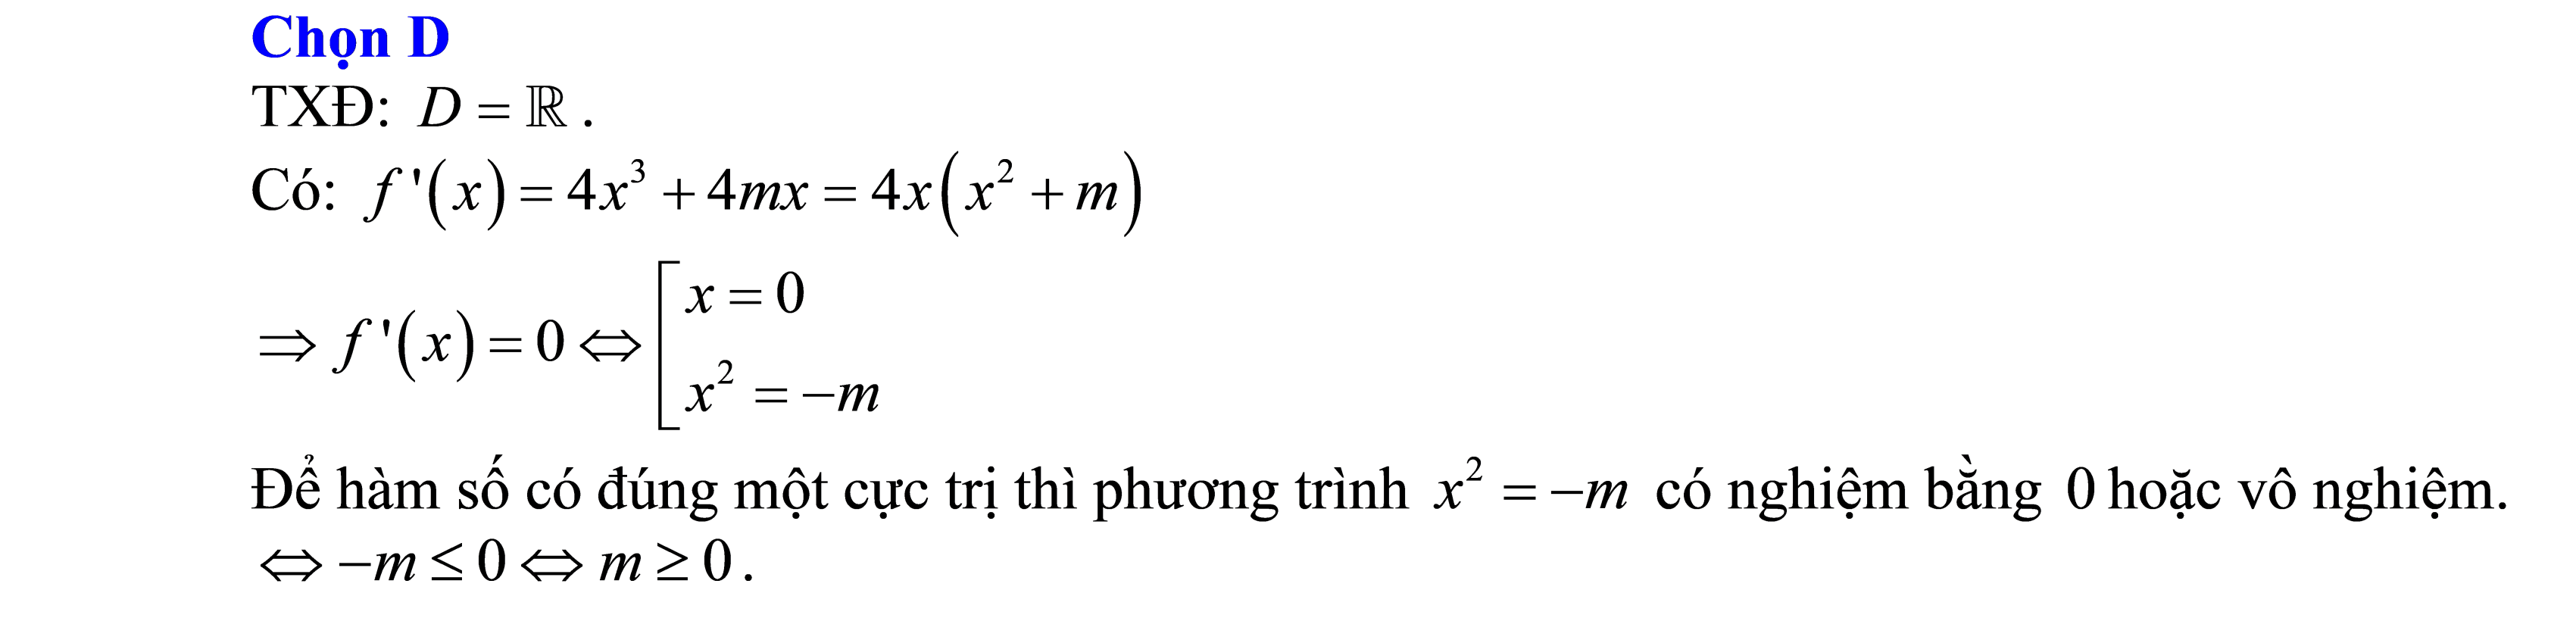 Chọn D
TXĐ: D = ℝ .
Có: f '(x) = 4x³ + 4mx = 4x(x² + m)
⇒ f '(x) = 0 ⇔ [ x = 0
x² = −m
Để hàm số có đúng một cực trị thì phương trình x² = −m có nghiệm bằng 0 hoặc vô nghiệm.
⇔ −m ≤ 0 ⇔ m ≥ 0 .